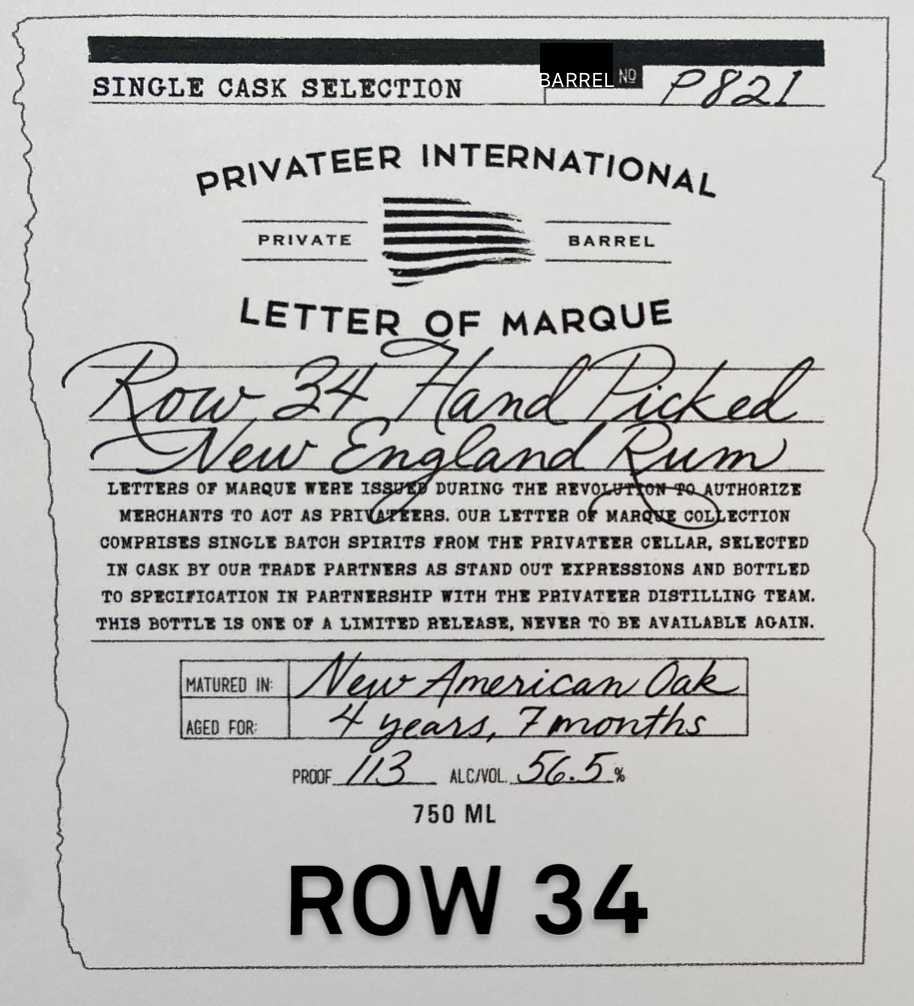 SINGLE CASK SELECTION BARREL NO P821
PRIVATEER INTERNATIONAL
PRIVATE BARREL
LETTER OF MARQUE
Row 34 Hand Picked
New England Rum
LETTERS OF MARQUE WERE ISSUED DURING THE REVOLUTION TO AUTHORIZE
MERCHANTS TO ACT AS PRIVATEERS. OUR LETTER OF MARQUE COLLECTION
COMPRISES SINGLE BATCH SPIRITS FROM THE PRIVATEER CELLAR, SELECTED
IN CASK BY OUR TRADE PARTNERS AS STAND OUT EXPRESSIONS AND BOTTLED
TO SPECIFICATION IN PARTNERSHIP WITH THE PRIVATEER DISTILLING TEAM.
THIS BOTTLE IS ONE OF A LIMITED RELEASE, NEVER TO BE AVAILABLE AGAIN.
MATURED IN: New American Oak
AGED FOR: 4 years, 7 months
PROOF 113 ALC/VOL. 56.5 %
750 ML
ROW 34